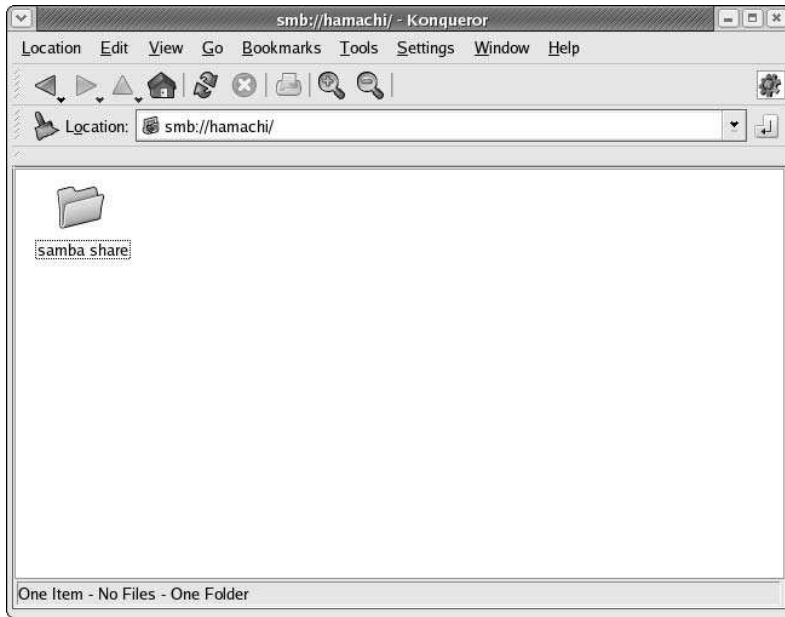 smb://hamachi/ - Konqueror
Location Edit View Go Bookmarks Tools Settings Window Help
Location: smb://hamachi/
samba share
One Item - No Files - One Folder